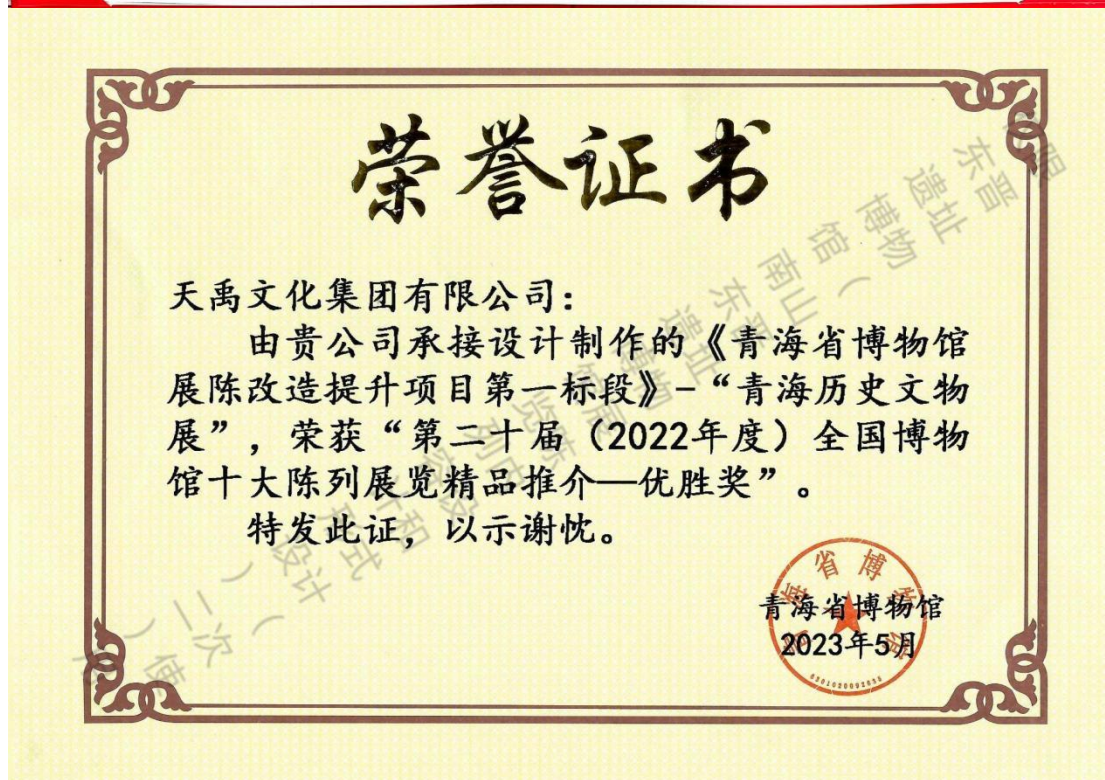 荣誉证书
天禹文化集团有限公司：
由贵公司承接设计制作的《青海省博物馆
展陈改造提升项目第一标段》-“青海历史文物
展”，荣获“第二十届（2022年度）全国博物
馆十大陈列展览精品推介—优胜奖”。
特发此证，以示谢忱。
青海省博物馆
2023年5月